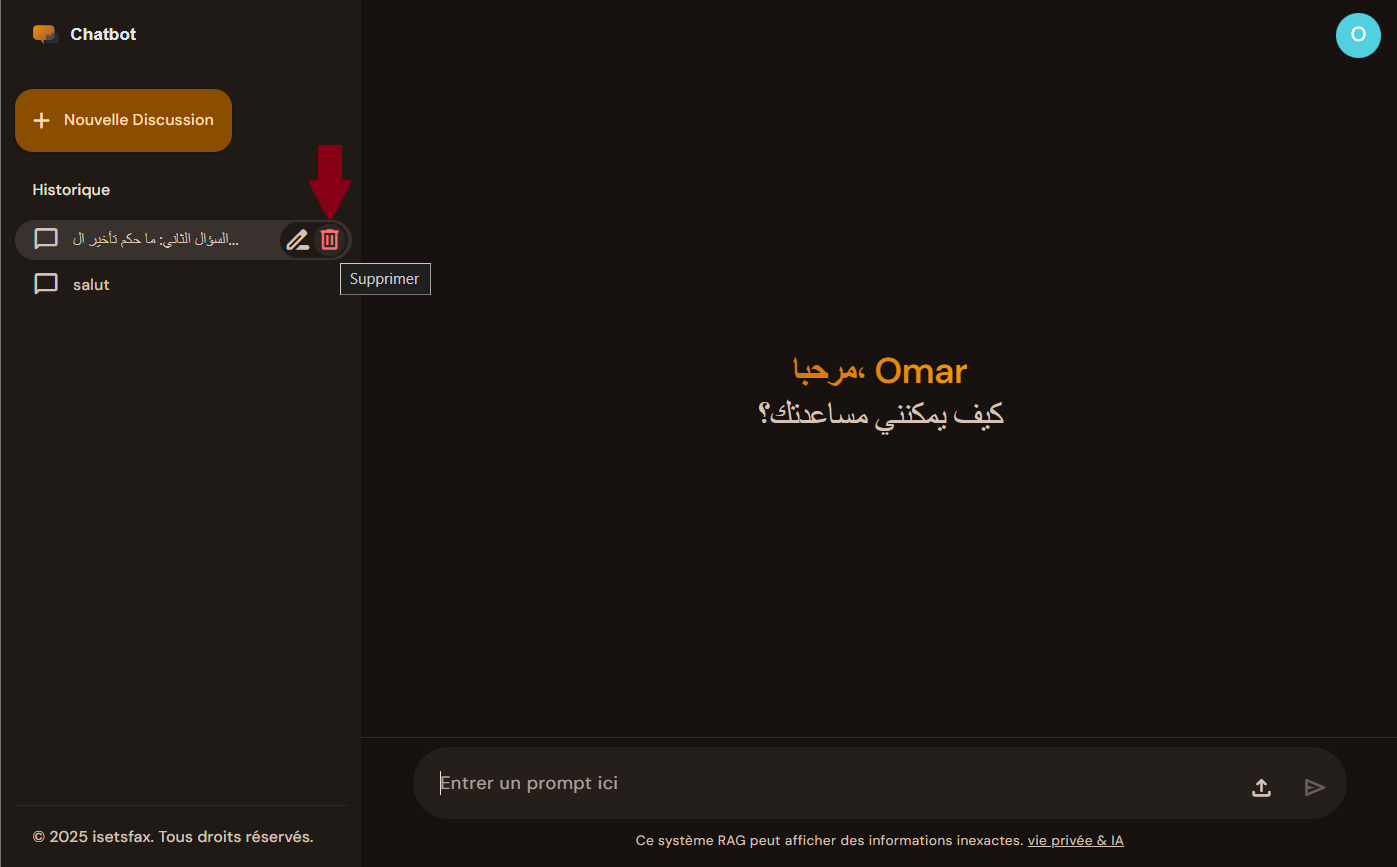 Chatbot
O
Nouvelle Discussion
Historique
السؤال الثاني: ما حكم تأخير ال...
Supprimer
salut
مرحبا، Omar
كيف يمكنني مساعدتك؟
Entrer un prompt ici
Ce système RAG peut afficher des informations inexactes. vie privée & IA
© 2025 isetsfax. Tous droits réservés.